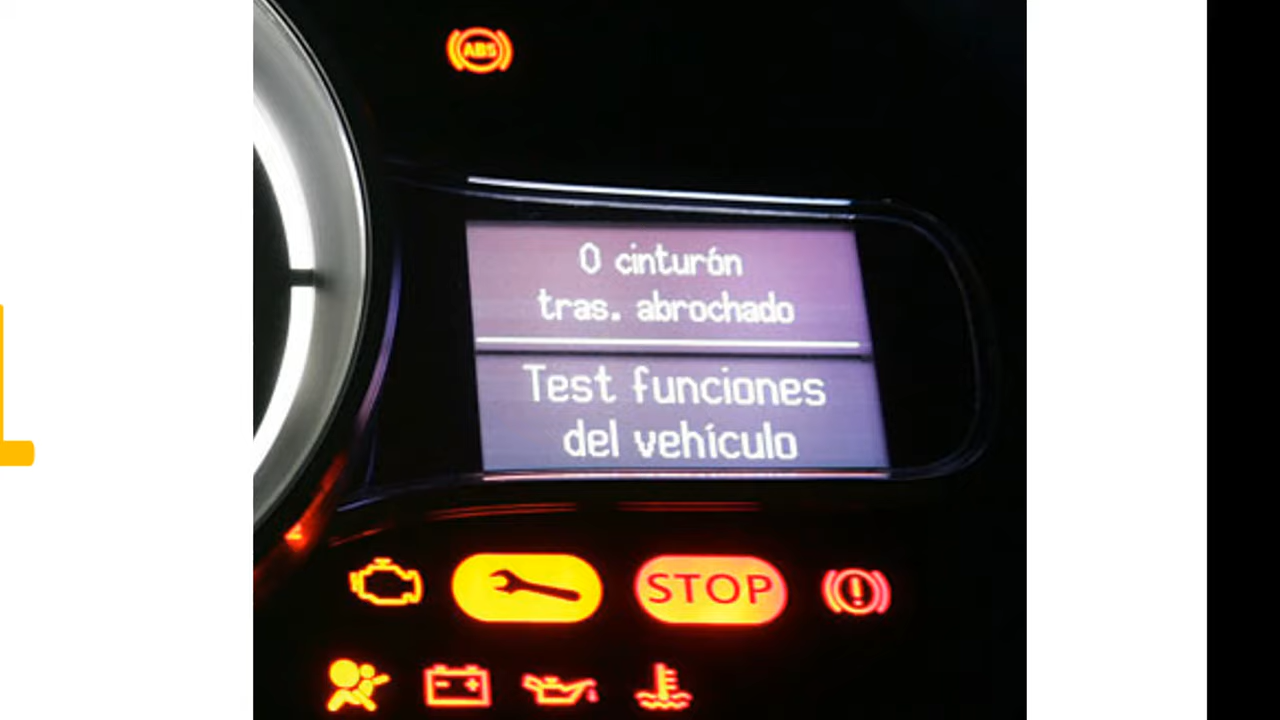 ABS
0 cinturón
tras. abrochado
Test funciones
del vehículo
STOP